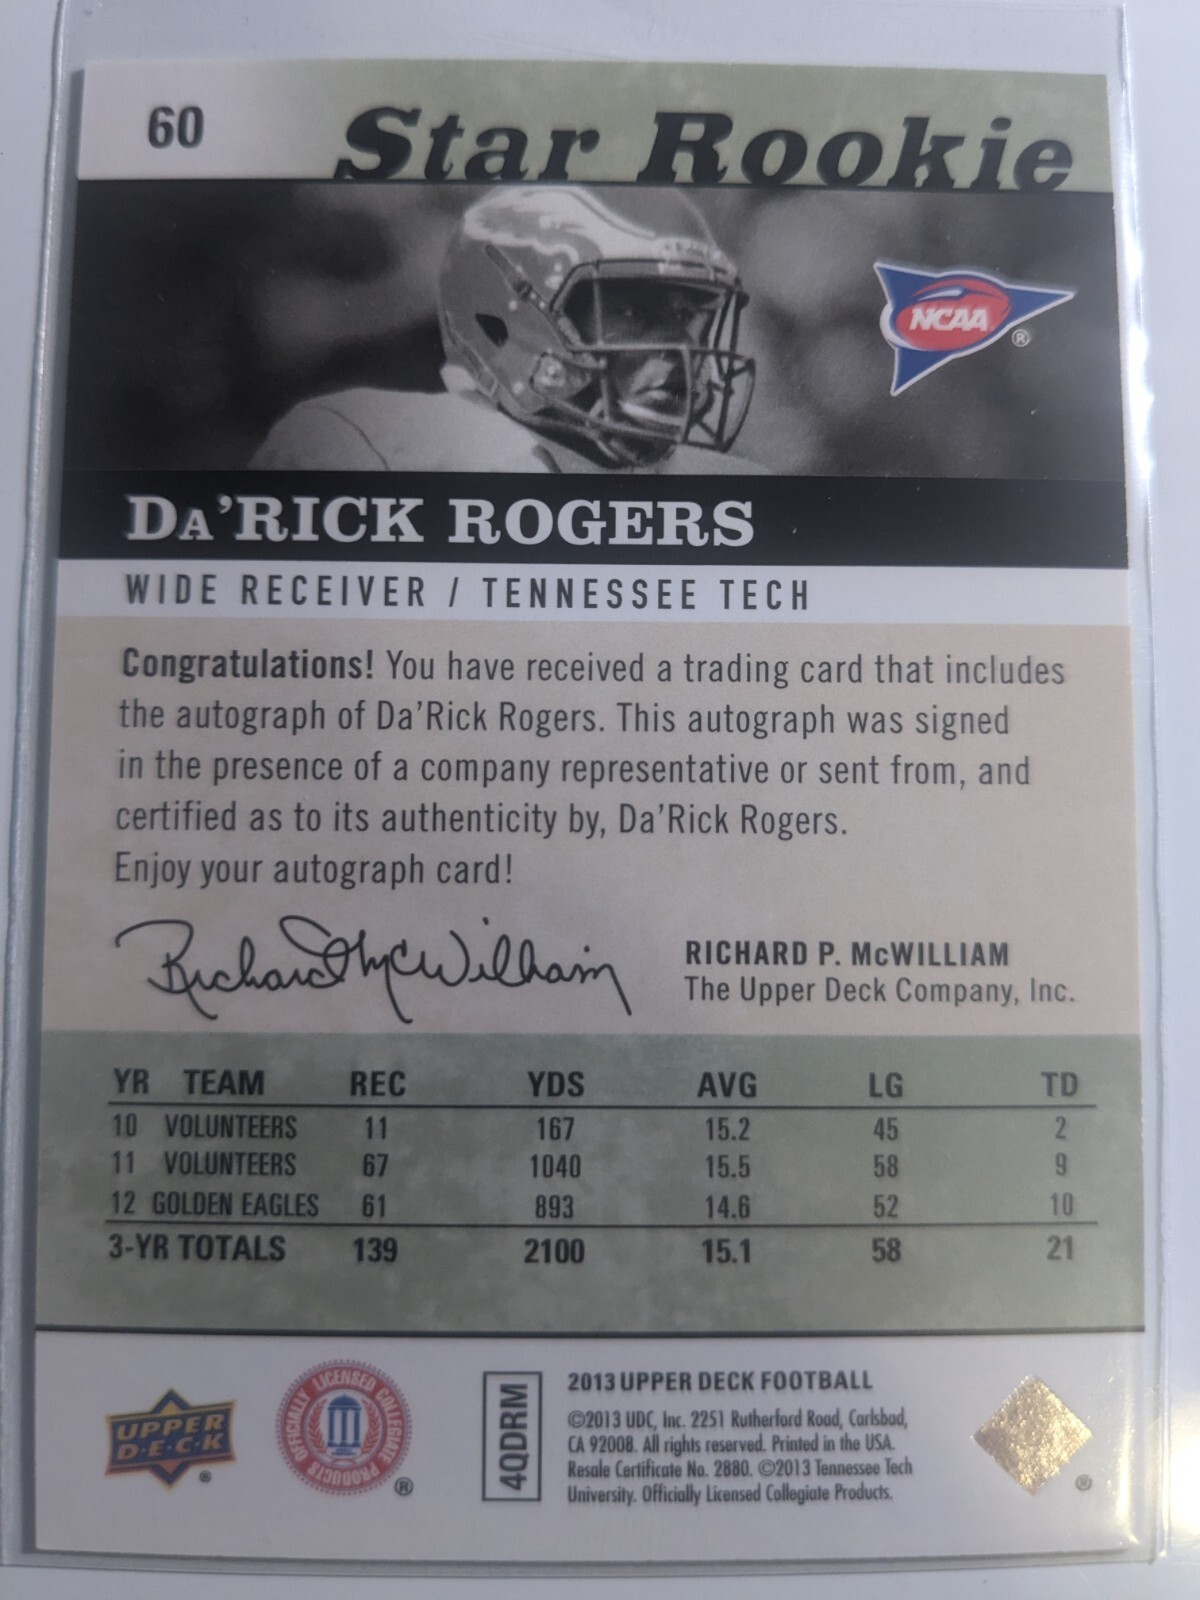 60
Star Rookie
NCAA ®
DA'RICK ROGERS
WIDE RECEIVER / TENNESSEE TECH
Congratulations! You have received a trading card that includes
the autograph of Da'Rick Rogers. This autograph was signed
in the presence of a company representative or sent from, and
certified as to its authenticity by, Da'Rick Rogers.
Enjoy your autograph card!
Richard McWilliam
RICHARD P. McWILLIAM
The Upper Deck Company, Inc.
YR TEAM REC YDS AVG LG TD
10 VOLUNTEERS 11 167 15.2 45 2
11 VOLUNTEERS 67 1040 15.5 58 9
12 GOLDEN EAGLES 61 893 14.6 52 10
3-YR TOTALS 139 2100 15.1 58 21
UPPER
D·E·C·K ®
OFFICIALLY LICENSED COLLEGIATE PRODUCTS ®
4QDRM
2013 UPPER DECK FOOTBALL
©2013 UDC, Inc. 2251 Rutherford Road, Carlsbad,
CA 92008. All rights reserved. Printed in the USA.
Resale Certificate No. 2880. ©2013 Tennessee Tech
University. Officially Licensed Collegiate Products.
®